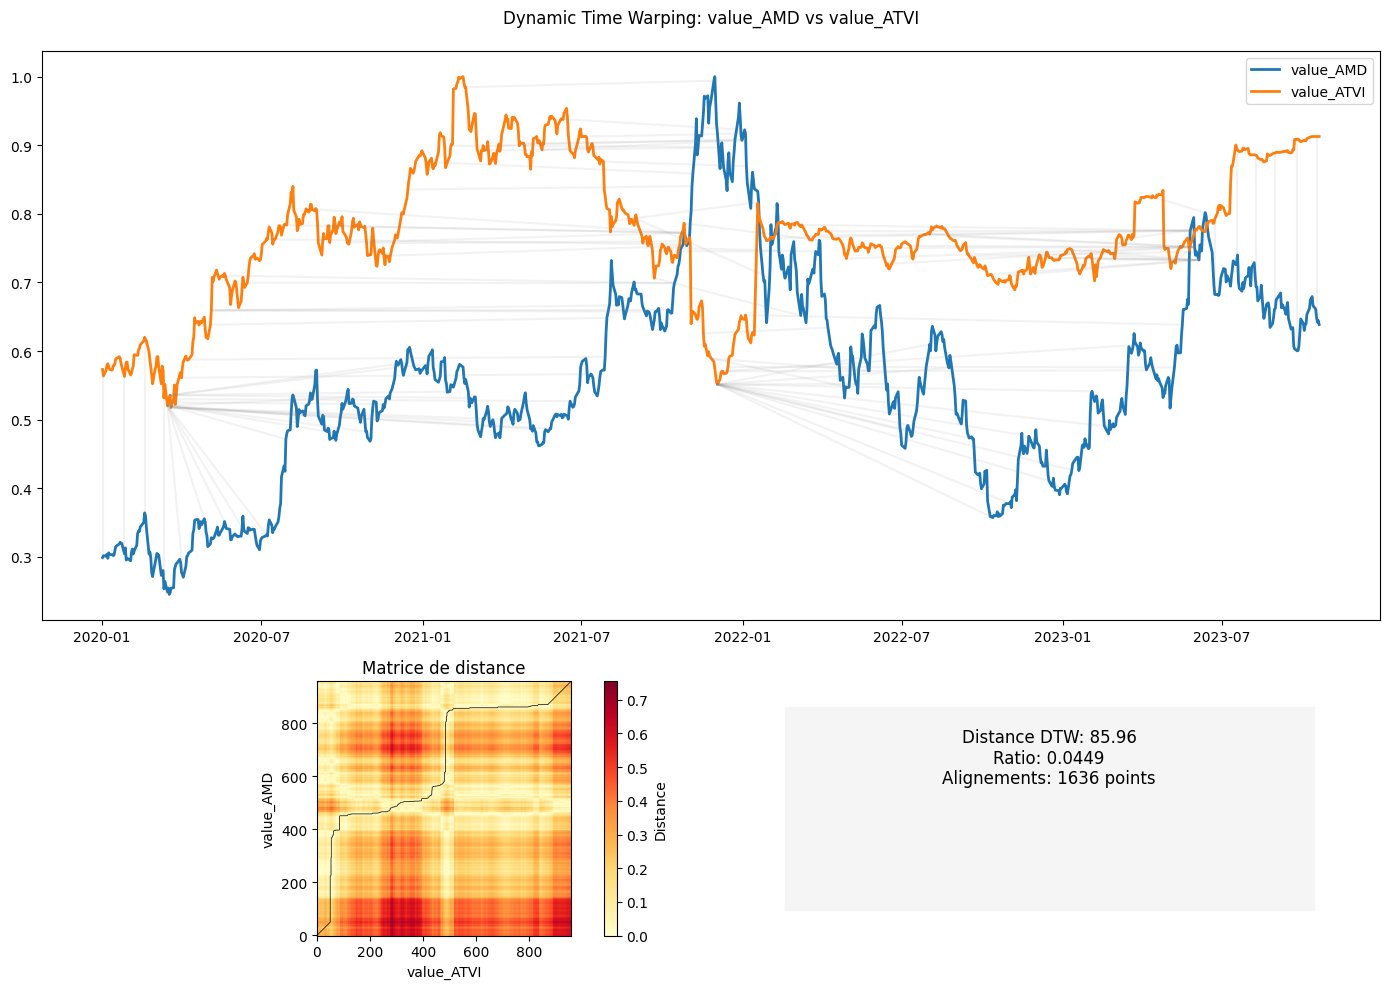 Dynamic Time Warping: value_AMD vs value_ATVI
value_AMD
value_ATVI
1.0
0.9
0.8
0.7
0.6
0.5
0.4
0.3
2020-01 2020-07 2021-01 2021-07 2022-01 2022-07 2023-01 2023-07
Matrice de distance
value_AMD
800
600
400
200
0
0 200 400 600 800
value_ATVI
0.7
0.6
0.5
0.4
0.3
0.2
0.1
0.0
Distance
Distance DTW: 85.96
Ratio: 0.0449
Alignements: 1636 points